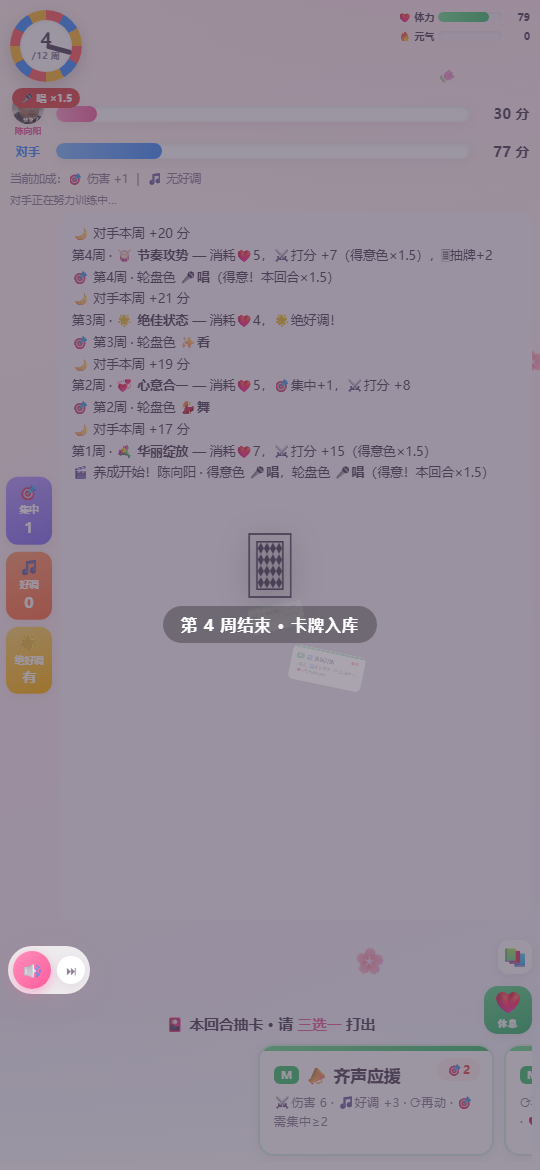 4
/12 周
体力 79
元气 0
唱 ×1.5
陈向阳
30 分
对手
77 分
当前加成: 伤害 +1 | 无好调
对手正在努力训练中...
对手本周 +20 分
第4周 · 节奏攻势 — 消耗 5, 打分 +7 (得意色×1.5) , 抽牌+2
第4周 · 轮盘色 唱 (得意! 本回合×1.5)
对手本周 +21 分
第3周 · 绝佳状态 — 消耗 4, 绝好调!
第3周 · 轮盘色 香
对手本周 +19 分
第2周 · 心意合一 — 消耗 5, 集中+1, 打分 +8
第2周 · 轮盘色 舞
对手本周 +17 分
第1周 · 华丽绽放 — 消耗 7, 打分 +15 (得意色×1.5)
养成开始! 陈向阳 · 得意色 唱, 轮盘色 唱 (得意! 本回合×1.5)
集中
1
好调
0
绝好调
有
第 4 周结束 • 卡牌入库
休息
本回合抽卡 • 请 三选一 打出
M 齐声应援 2
伤害 6 · 好调 +3 · 再动 ·
需集中≥2